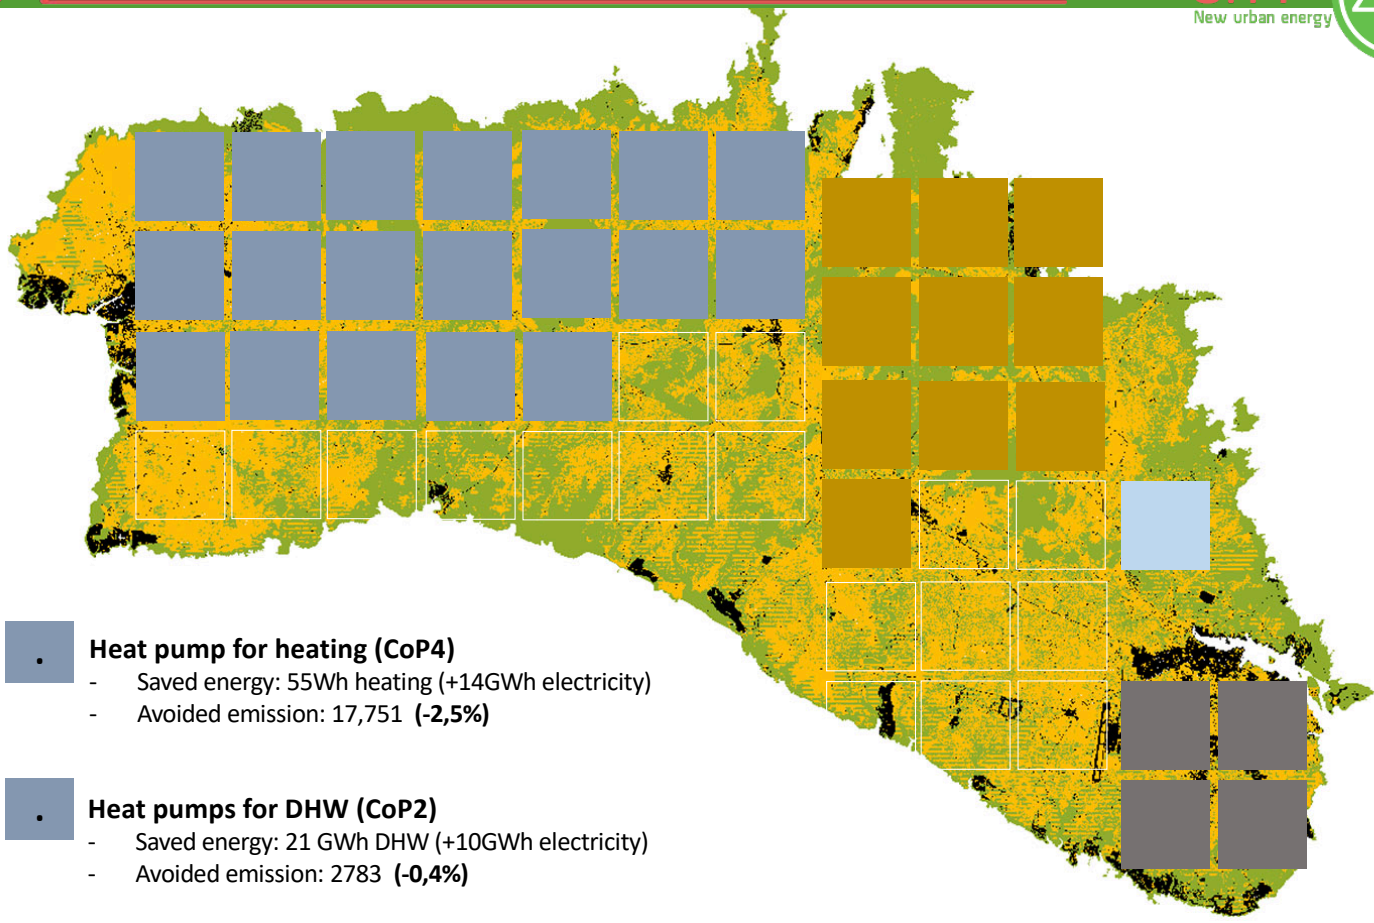 New urban energy
.
Heat pump for heating (CoP4)
- Saved energy: 55Wh heating (+14GWh electricity)
- Avoided emission: 17,751 (-2,5%)
.
Heat pumps for DHW (CoP2)
- Saved energy: 21 GWh DHW (+10GWh electricity)
- Avoided emission: 2783 (-0,4%)